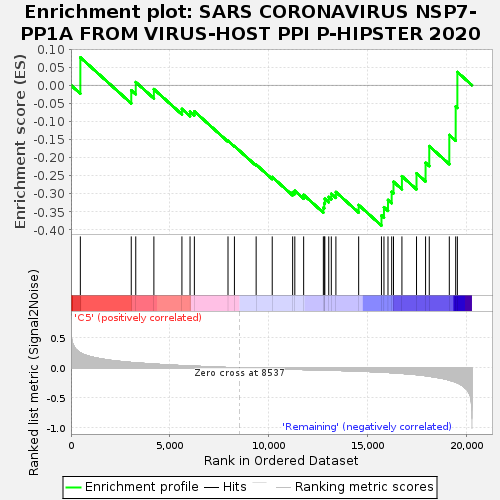 Enrichment plot: SARS CORONAVIRUS NSP7-
PP1A FROM VIRUS-HOST PPI P-HIPSTER 2020
Enrichment score (ES)
0.10
0.05
0.00
-0.05
-0.10
-0.15
-0.20
-0.25
-0.30
-0.35
-0.40
'C5' (positively correlated)
Ranked list metric (Signal2Noise)
0.5
0.0
-0.5
-1.0
Zero cross at 8537
'Remaining' (negatively correlated)
0
5,000
10,000
15,000
20,000
Rank in Ordered Dataset
Enrichment profile
Hits
Ranking metric scores